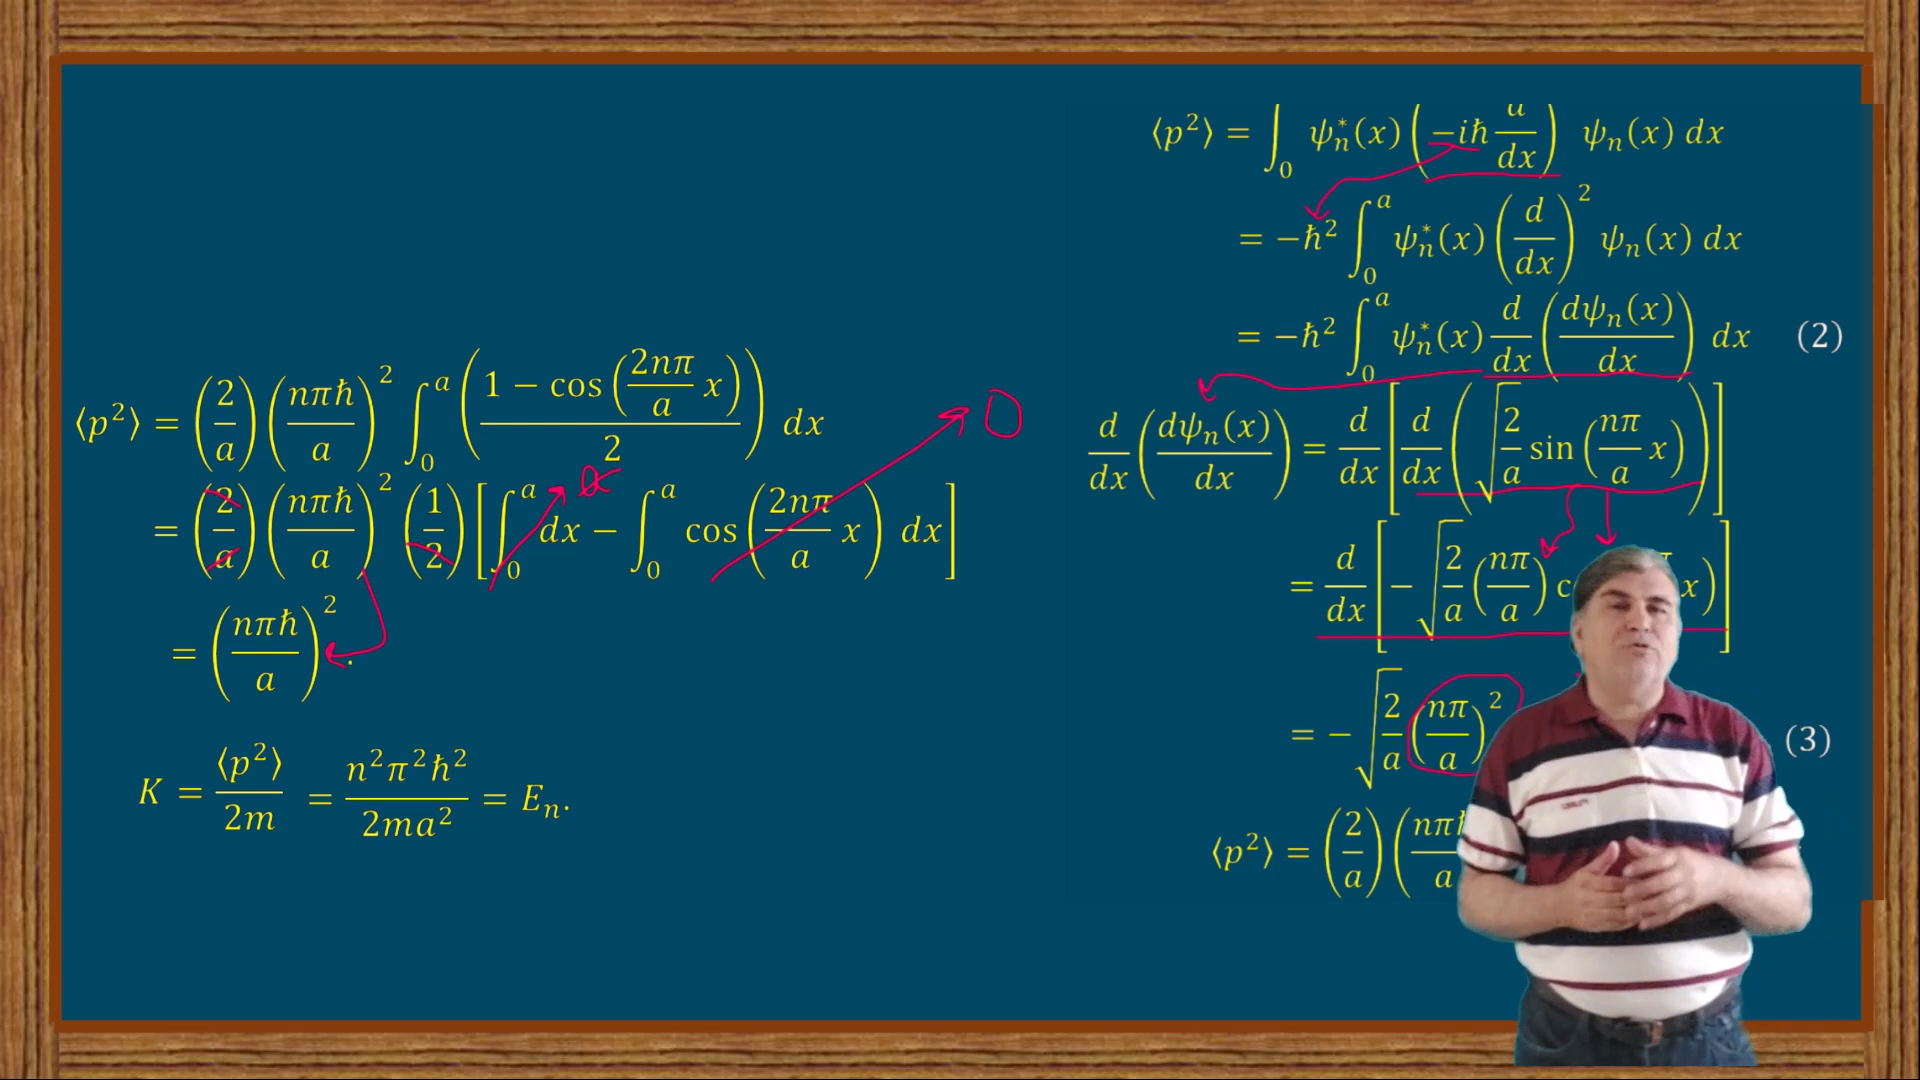 ⟨p²⟩ = (2/a) (nπħ/a)² ∫₀ᵃ ((1 − cos (2nπ/a x))/2) dx
= (2/a) (nπħ/a)² (1/2) [∫₀ᵃ dx − ∫₀ᵃ cos (2nπ/a x) dx]
a
0
= (nπħ/a)² .
K = ⟨p²⟩/2m = n²π²ħ²/2ma² = Eₙ.
⟨p²⟩ = ∫₀ ψₙ*(x) (−iħ d/dx) ψₙ(x) dx
= −ħ² ∫₀ᵃ ψₙ*(x) (d/dx)² ψₙ(x) dx
= −ħ² ∫₀ᵃ ψₙ*(x) d/dx (dψₙ(x)/dx) dx (2)
d/dx (dψₙ(x)/dx) = d/dx [d/dx (√(2/a) sin (nπ/a x))]
= d/dx [−√(2/a) (nπ/a) c x)]
= −√(2/a) (nπ/a)² (3)
⟨p²⟩ = (2/a) (nπħ/a